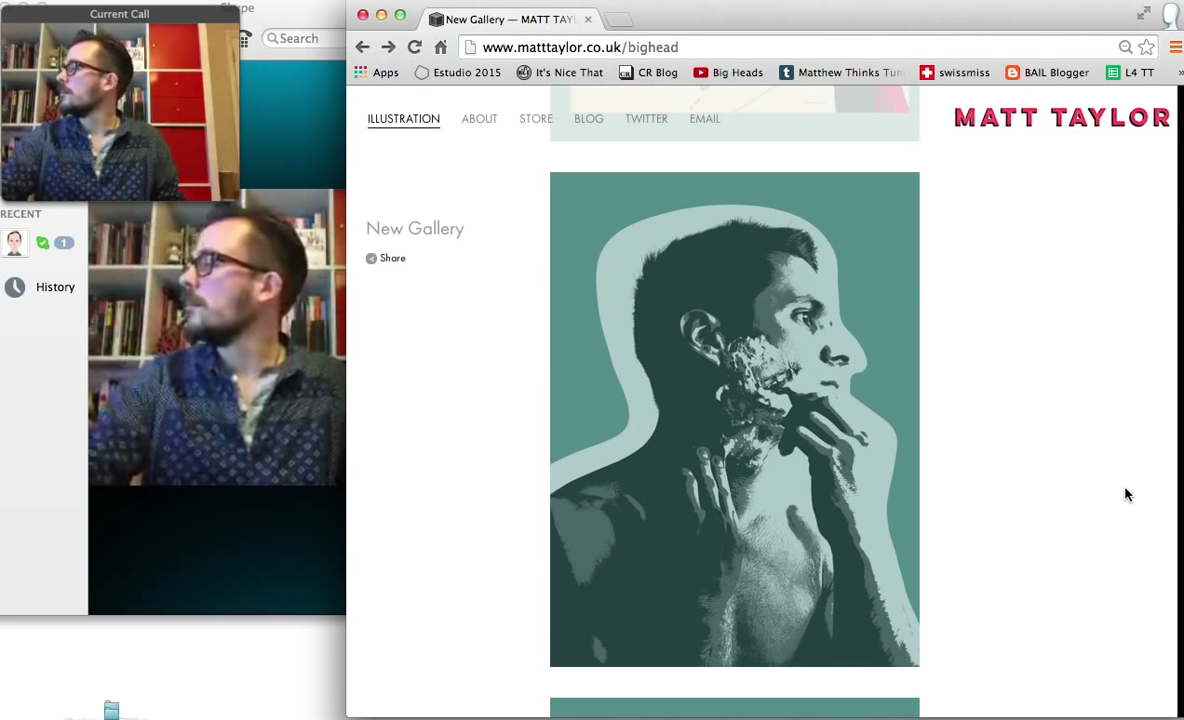 Current Call
Skype
Search
RECENT
1
History
New Gallery — MATT TAY
www.matttaylor.co.uk/bighead
Apps
Estudio 2015
It's Nice That
CR Blog
Big Heads
Matthew Thinks Tum
swissmiss
BAIL Blogger
L4 TT
»
ILLUSTRATION
ABOUT
STORE
BLOG
TWITTER
EMAIL
MATT TAYLOR
New Gallery
Share